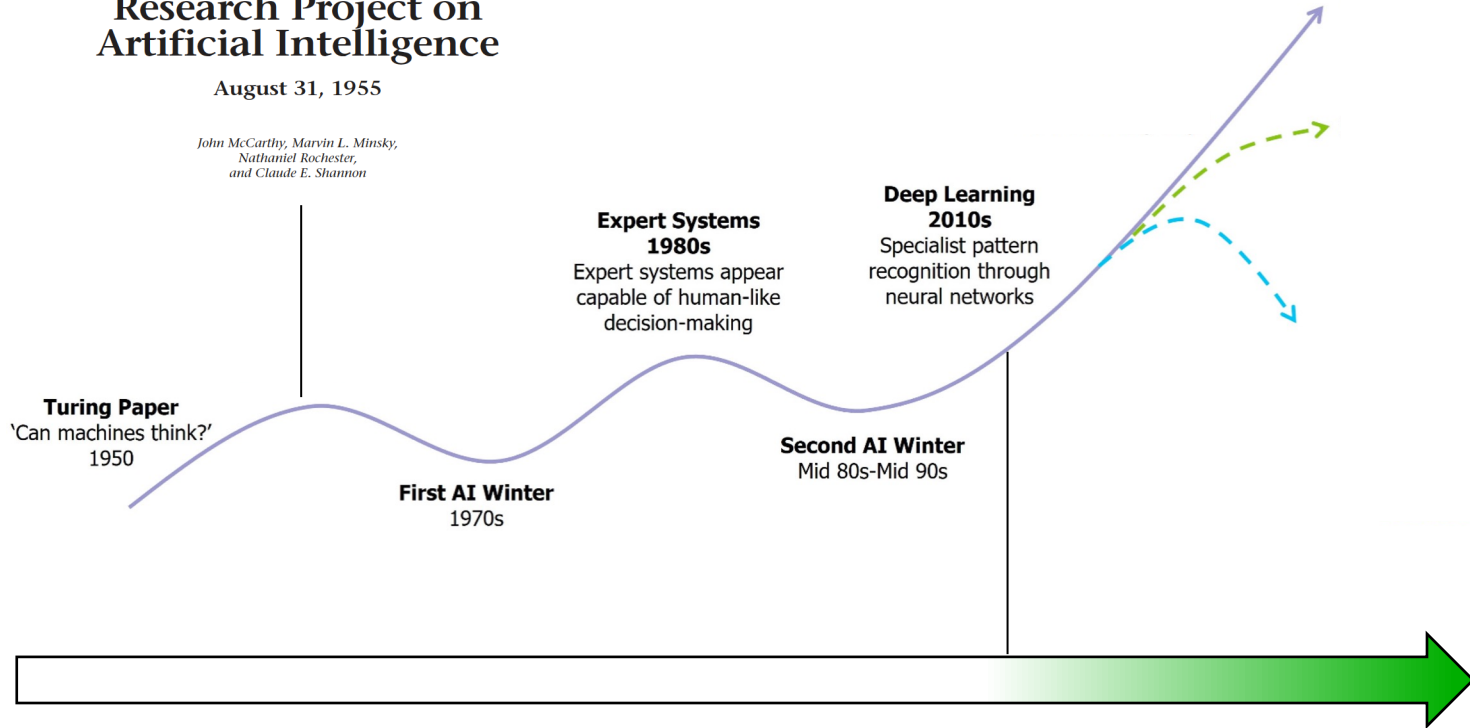 Research Project on
Artificial Intelligence
August 31, 1955
John McCarthy, Marvin L. Minsky,
Nathaniel Rochester,
and Claude E. Shannon
Turing Paper
‘Can machines think?’
1950
First AI Winter
1970s
Expert Systems
1980s
Expert systems appear
capable of human-like
decision-making
Second AI Winter
Mid 80s-Mid 90s
Deep Learning
2010s
Specialist pattern
recognition through
neural networks